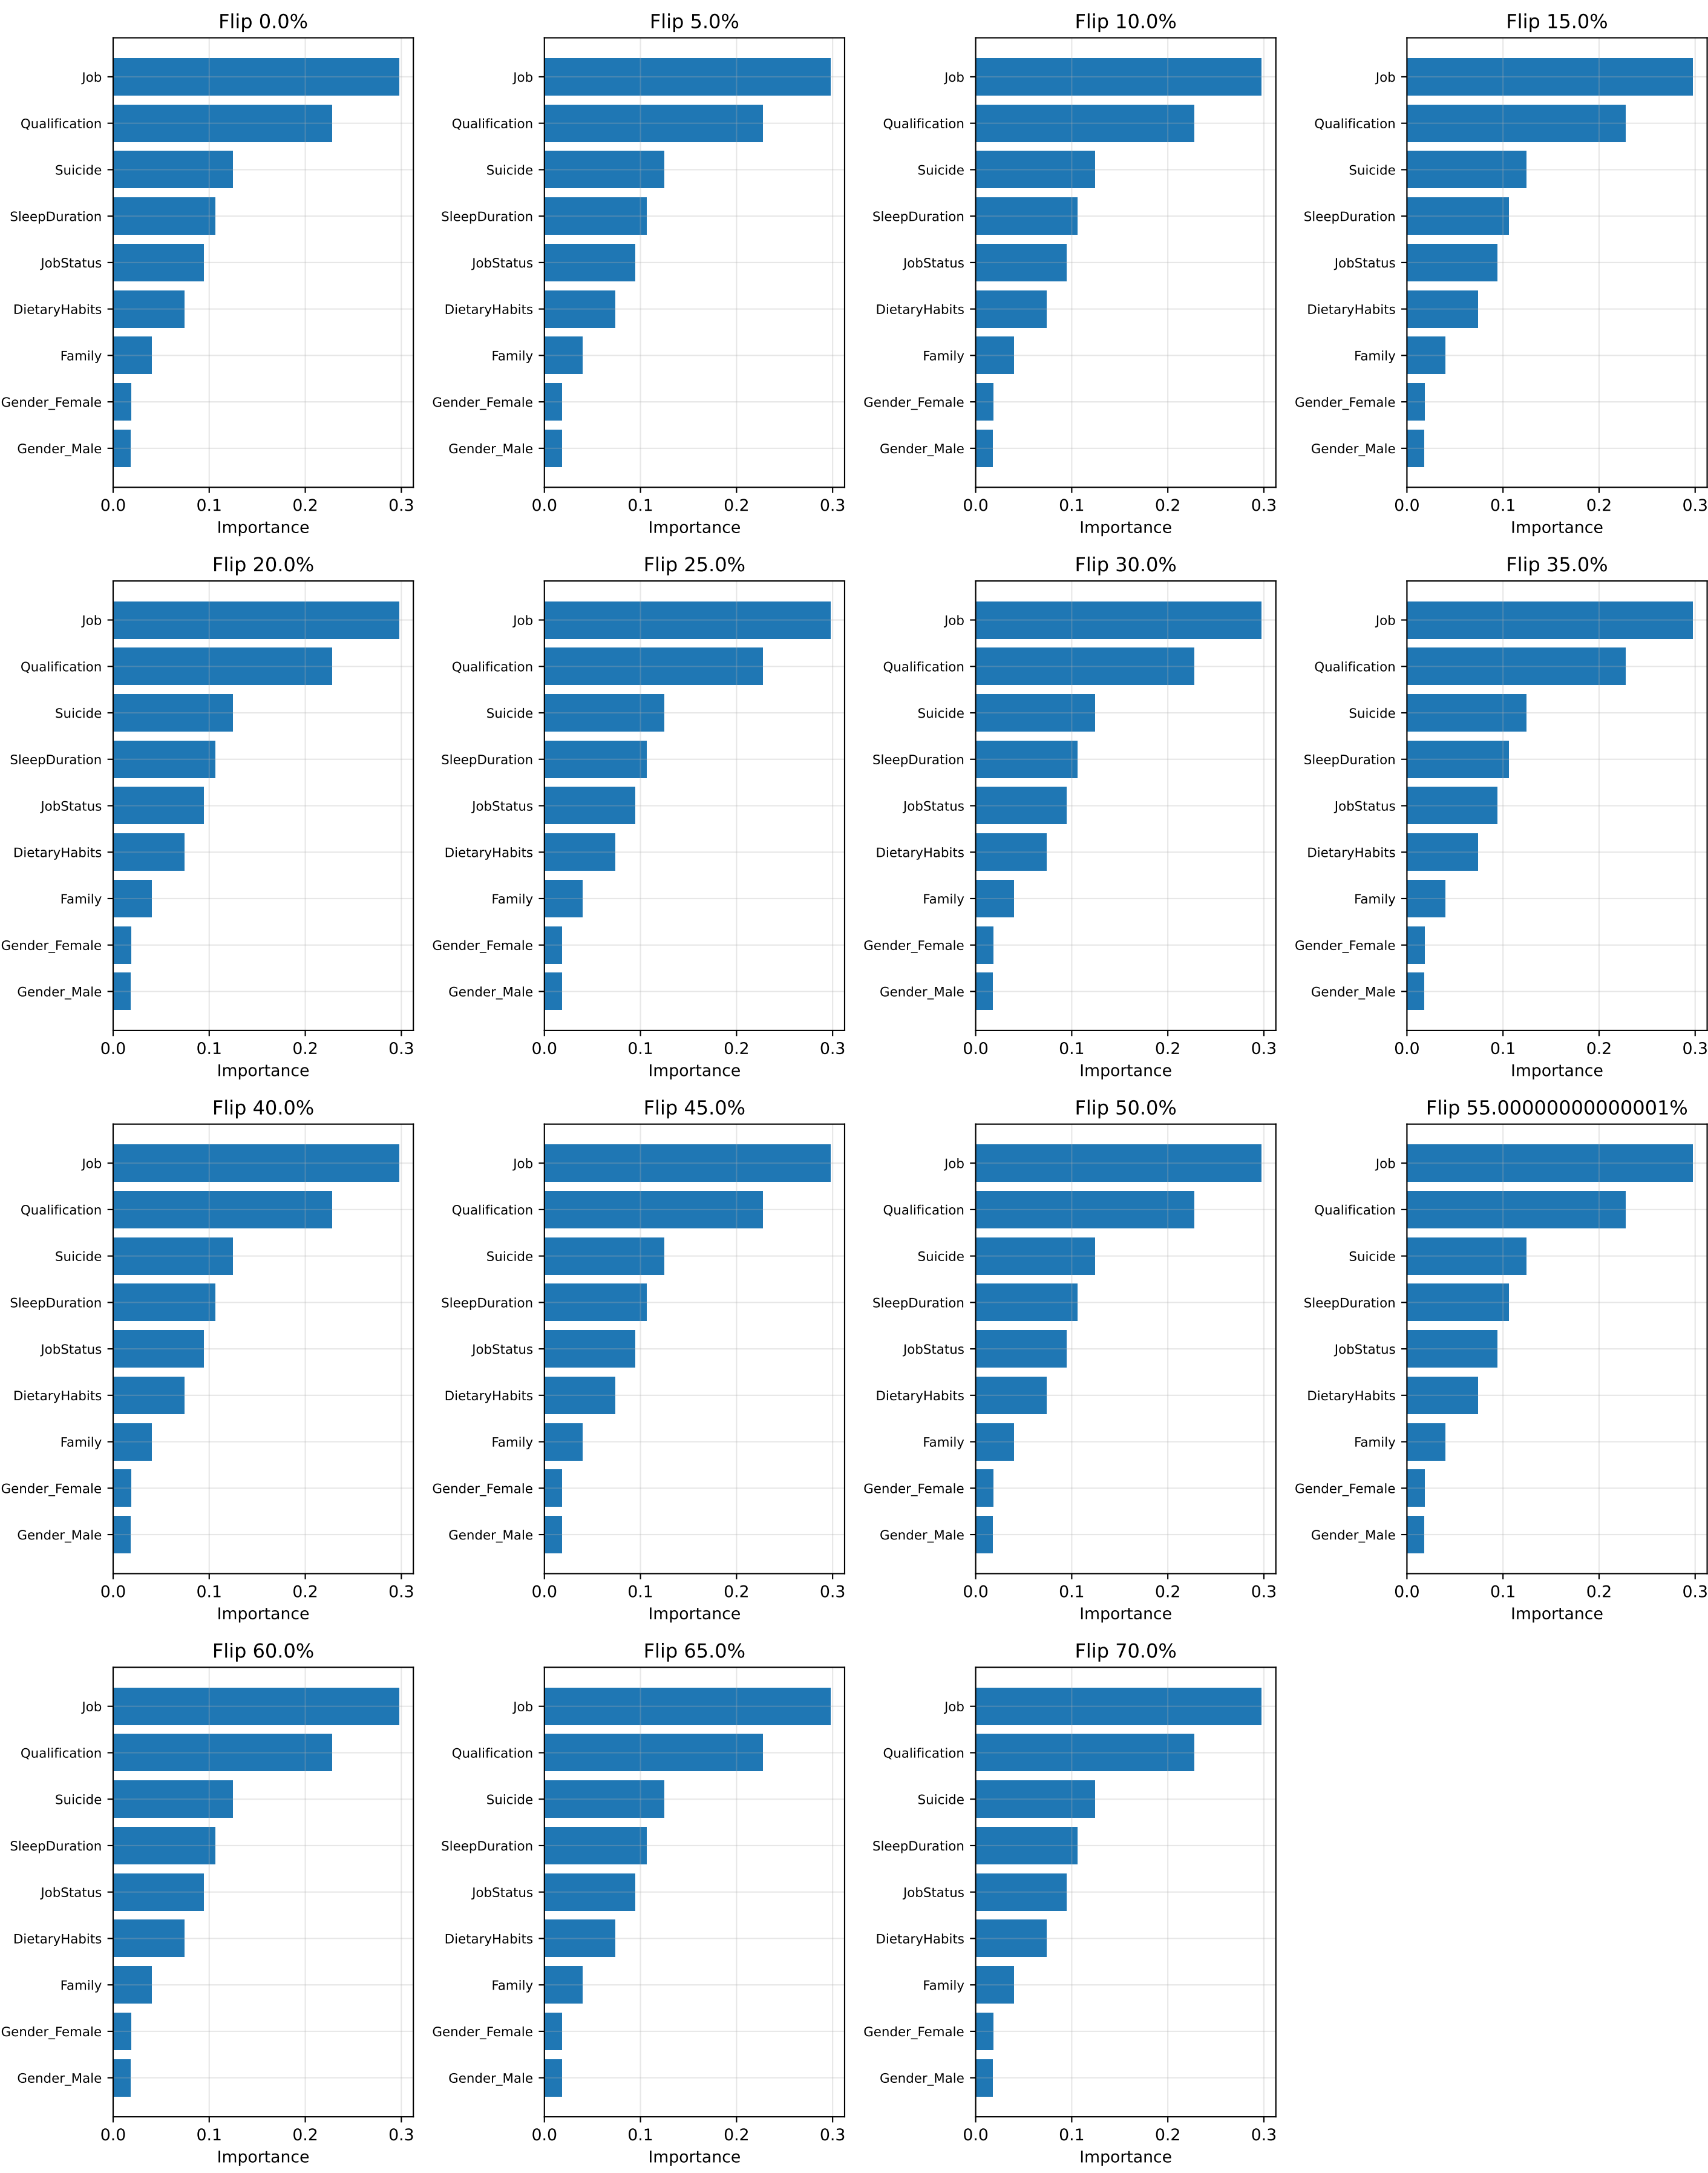 Flip 0.0%
Job
Qualification
Suicide
SleepDuration
JobStatus
DietaryHabits
Family
Gender_Female
Gender_Male
0.0 0.1 0.2 0.3
Importance
Flip 5.0%
Job
Qualification
Suicide
SleepDuration
JobStatus
DietaryHabits
Family
Gender_Female
Gender_Male
0.0 0.1 0.2 0.3
Importance
Flip 10.0%
Job
Qualification
Suicide
SleepDuration
JobStatus
DietaryHabits
Family
Gender_Female
Gender_Male
0.0 0.1 0.2 0.3
Importance
Flip 15.0%
Job
Qualification
Suicide
SleepDuration
JobStatus
DietaryHabits
Family
Gender_Female
Gender_Male
0.0 0.1 0.2 0.3
Importance
Flip 20.0%
Job
Qualification
Suicide
SleepDuration
JobStatus
DietaryHabits
Family
Gender_Female
Gender_Male
0.0 0.1 0.2 0.3
Importance
Flip 25.0%
Job
Qualification
Suicide
SleepDuration
JobStatus
DietaryHabits
Family
Gender_Female
Gender_Male
0.0 0.1 0.2 0.3
Importance
Flip 30.0%
Job
Qualification
Suicide
SleepDuration
JobStatus
DietaryHabits
Family
Gender_Female
Gender_Male
0.0 0.1 0.2 0.3
Importance
Flip 35.0%
Job
Qualification
Suicide
SleepDuration
JobStatus
DietaryHabits
Family
Gender_Female
Gender_Male
0.0 0.1 0.2 0.3
Importance
Flip 40.0%
Job
Qualification
Suicide
SleepDuration
JobStatus
DietaryHabits
Family
Gender_Female
Gender_Male
0.0 0.1 0.2 0.3
Importance
Flip 45.0%
Job
Qualification
Suicide
SleepDuration
JobStatus
DietaryHabits
Family
Gender_Female
Gender_Male
0.0 0.1 0.2 0.3
Importance
Flip 50.0%
Job
Qualification
Suicide
SleepDuration
JobStatus
DietaryHabits
Family
Gender_Female
Gender_Male
0.0 0.1 0.2 0.3
Importance
Flip 55.00000000000001%
Job
Qualification
Suicide
SleepDuration
JobStatus
DietaryHabits
Family
Gender_Female
Gender_Male
0.0 0.1 0.2 0.3
Importance
Flip 60.0%
Job
Qualification
Suicide
SleepDuration
JobStatus
DietaryHabits
Family
Gender_Female
Gender_Male
0.0 0.1 0.2 0.3
Importance
Flip 65.0%
Job
Qualification
Suicide
SleepDuration
JobStatus
DietaryHabits
Family
Gender_Female
Gender_Male
0.0 0.1 0.2 0.3
Importance
Flip 70.0%
Job
Qualification
Suicide
SleepDuration
JobStatus
DietaryHabits
Family
Gender_Female
Gender_Male
0.0 0.1 0.2 0.3
Importance